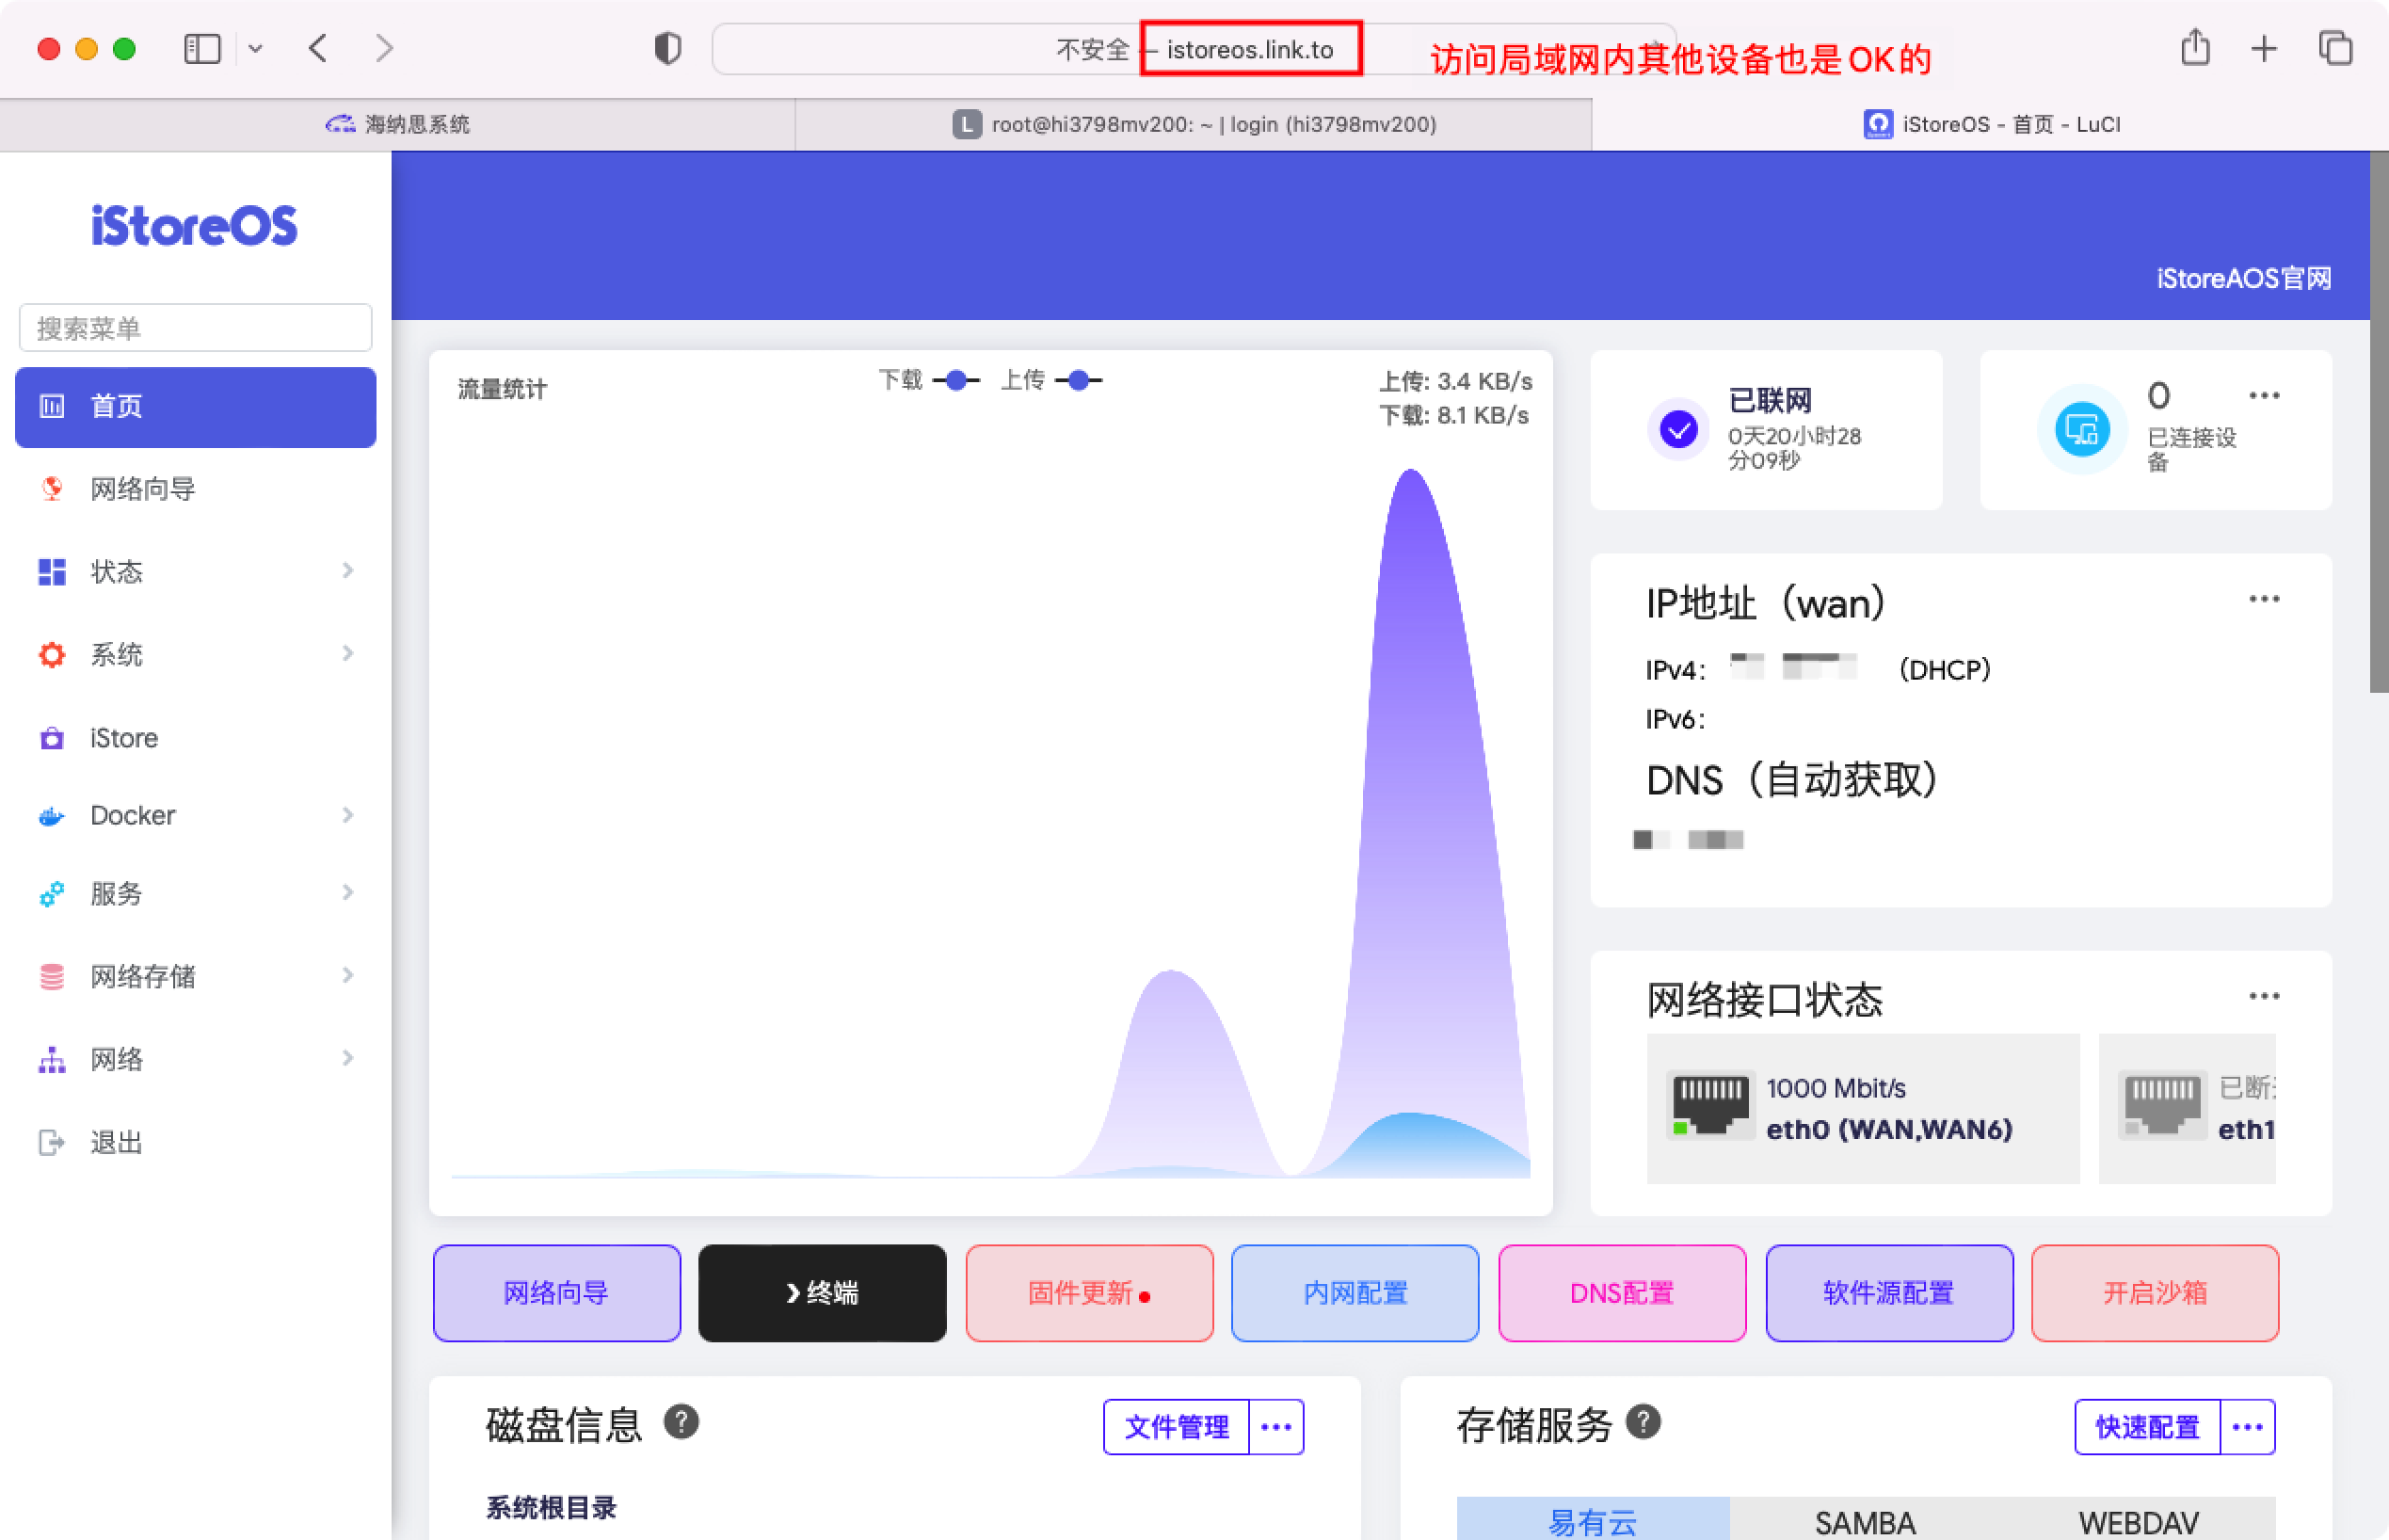 不安全 — istoreos.link.to
访问局域网内其他设备也是OK的
海纳思系统
L root@hi3798mv200: ~ | login (hi3798mv200)
iStoreOS - 首页 - LuCI
iStoreOS
搜索菜单
首页
网络向导
状态
系统
iStore
Docker
服务
网络存储
网络
退出
iStoreAOS官网
流量统计
下载 上传
上传: 3.4 KB/s
下载: 8.1 KB/s
已联网
0天20小时28
分09秒
0
已连接设
备
IP地址（wan）
IPv4: （DHCP）
IPv6:
DNS（自动获取）
网络接口状态
1000 Mbit/s
eth0 (WAN,WAN6)
已断
eth1
网络向导
终端
固件更新
内网配置
DNS配置
软件源配置
开启沙箱
磁盘信息 ?
文件管理
系统根目录
存储服务 ?
快速配置
易有云 SAMBA WEBDAV